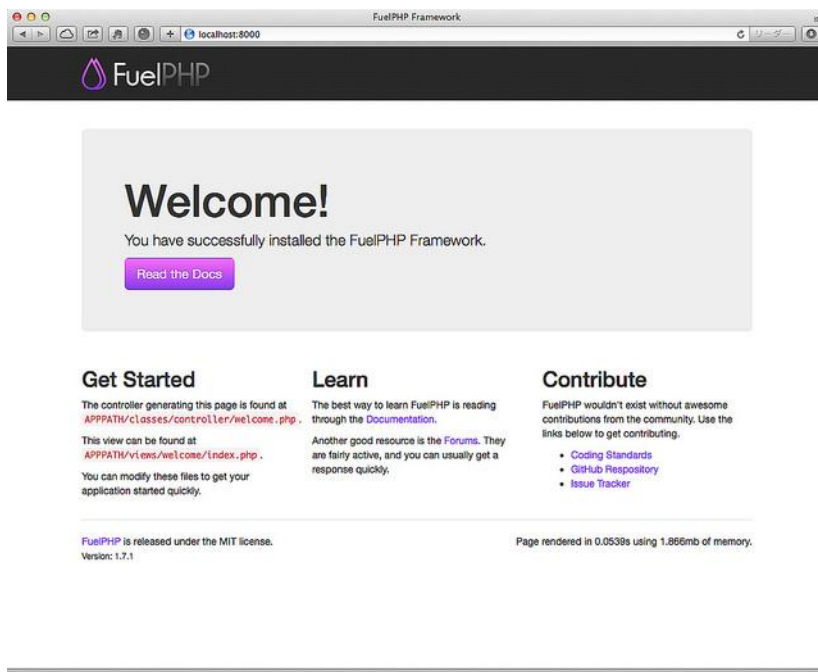 FuelPHP Framework
localhost:8000
リーダー
FuelPHP
Welcome!
You have successfully installed the FuelPHP Framework.
Read the Docs
Get Started
The controller generating this page is found at
APPPATH/classes/controller/welcome.php.
This view can be found at
APPPATH/views/welcome/index.php.
You can modify these files to get your
application started quickly.
Learn
The best way to learn FuelPHP is reading
through the Documentation.
Another good resource is the Forums. They
are fairly active, and you can usually get a
response quickly.
Contribute
FuelPHP wouldn't exist without awesome
contributions from the community. Use the
links below to get contributing.
• Coding Standards
• GitHub Respository
• Issue Tracker
FuelPHP is released under the MIT license.
Version: 1.7.1
Page rendered in 0.0539s using 1.866mb of memory.